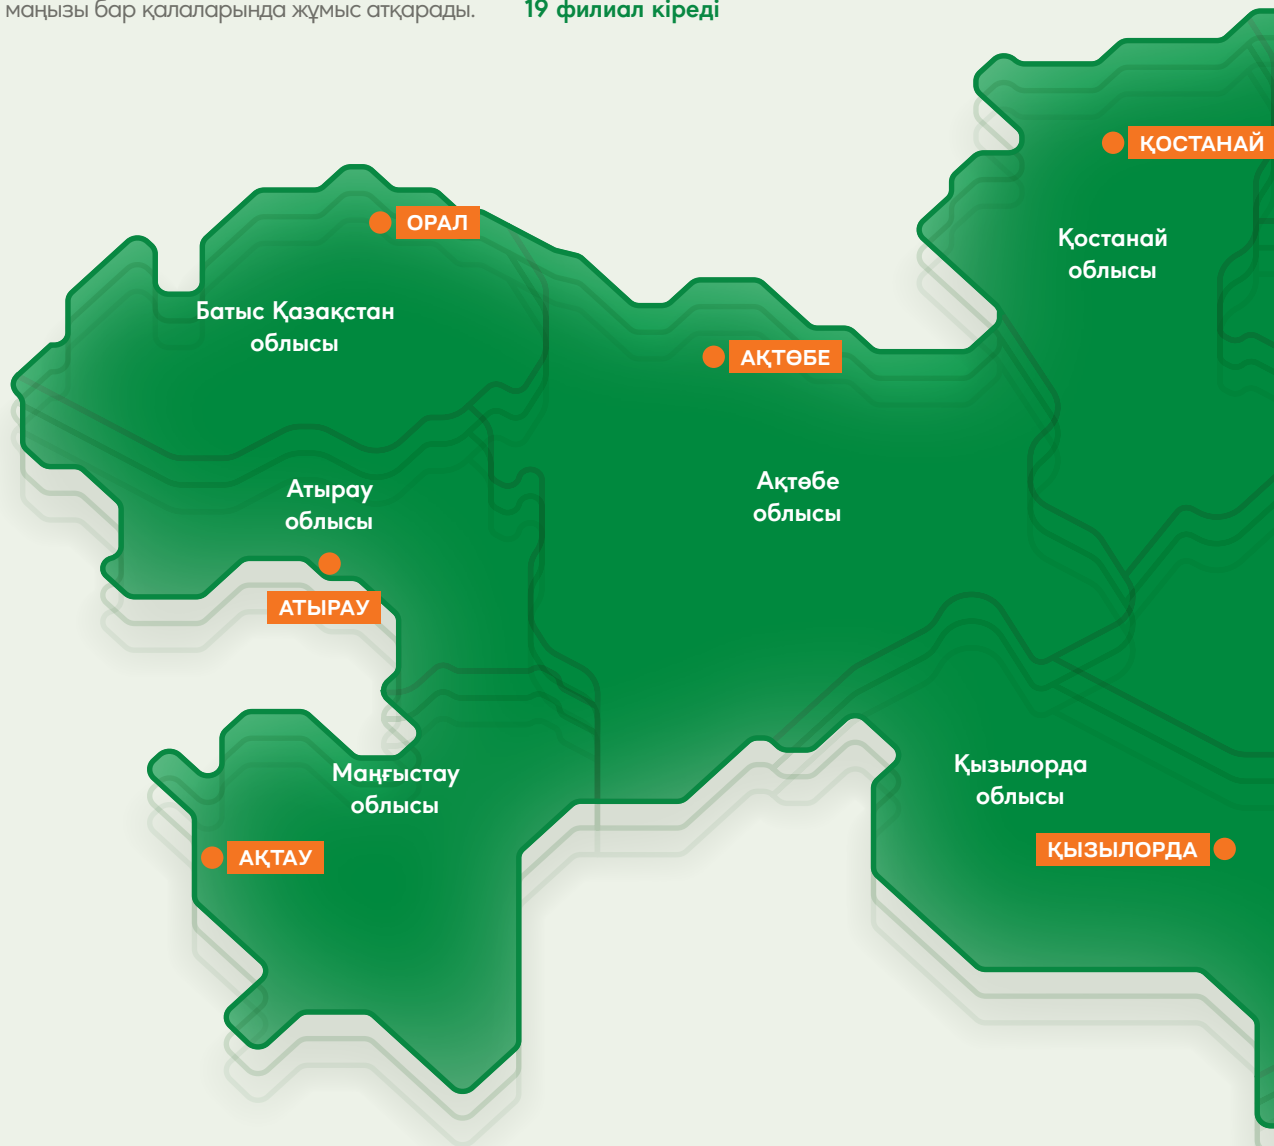 маңызы бар қалаларында жұмыс атқарады.
19 филиал кіреді
ҚОСТАНАЙ
ОРАЛ
Қостанай
облысы
Батыс Қазақстан
облысы
АҚТӨБЕ
Ақтөбе
облысы
Атырау
облысы
АТЫРАУ
Маңғыстау
облысы
Қызылорда
облысы
АҚТАУ
ҚЫЗЫЛОРДА